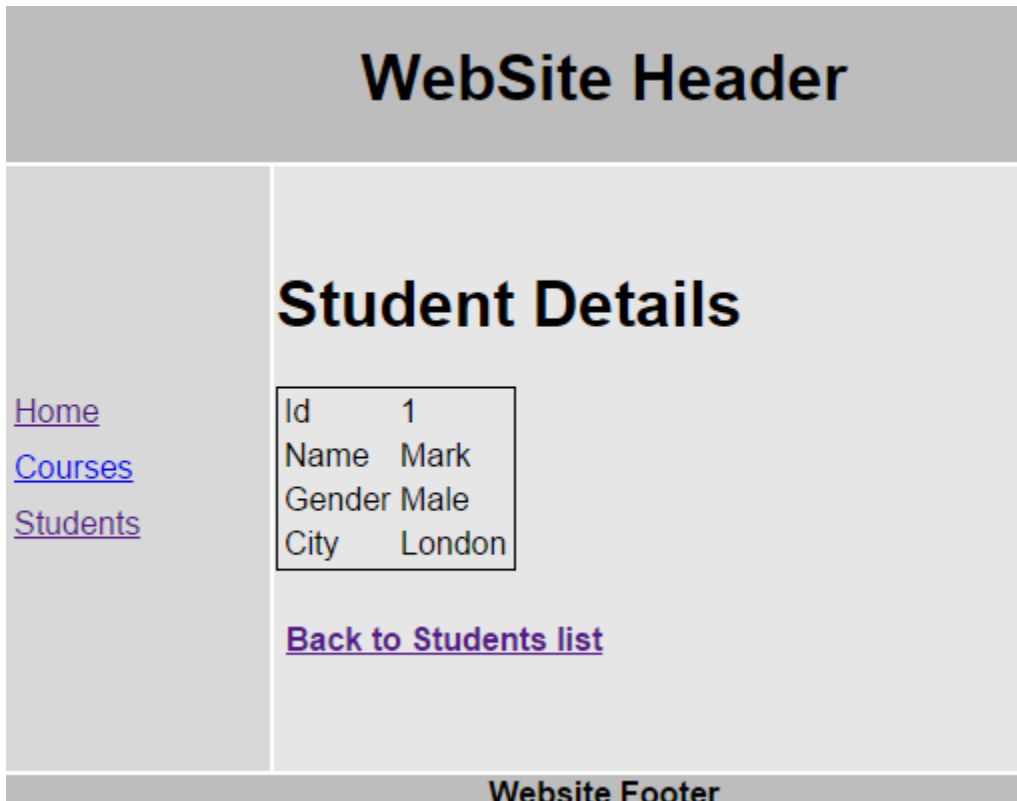 WebSite Header
Home
Courses
Students
Student Details
Id 1
Name Mark
Gender Male
City London
Back to Students list
Website Footer